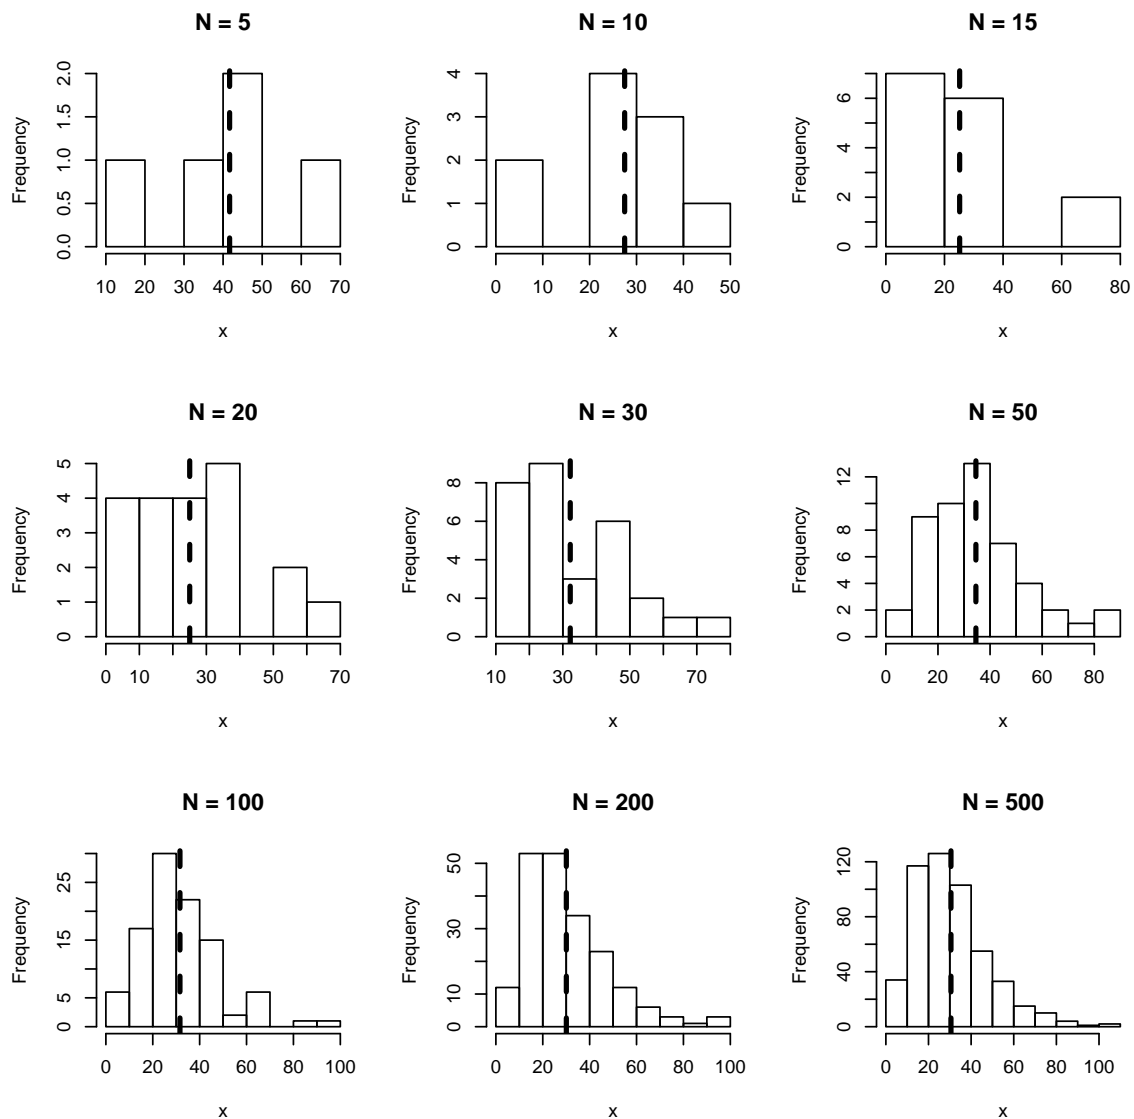 N = 5
Frequency
0.0 0.5 1.0 1.5 2.0
10 20 30 40 50 60 70
x
N = 10
Frequency
0 1 2 3 4
0 10 20 30 40 50
x
N = 15
Frequency
0 2 6
0 20 40 60 80
x
N = 20
Frequency
0 1 2 3 4 5
0 10 30 50 70
x
N = 30
Frequency
0 2 4 6 8
10 30 50 70
x
N = 50
Frequency
0 2 4 6 8 12
0 20 40 60 80
x
N = 100
Frequency
0 5 15 25
0 20 40 60 80 100
x
N = 200
Frequency
0 10 30 50
0 20 40 60 80 100
x
N = 500
Frequency
0 40 80 120
0 20 40 60 80 100
x